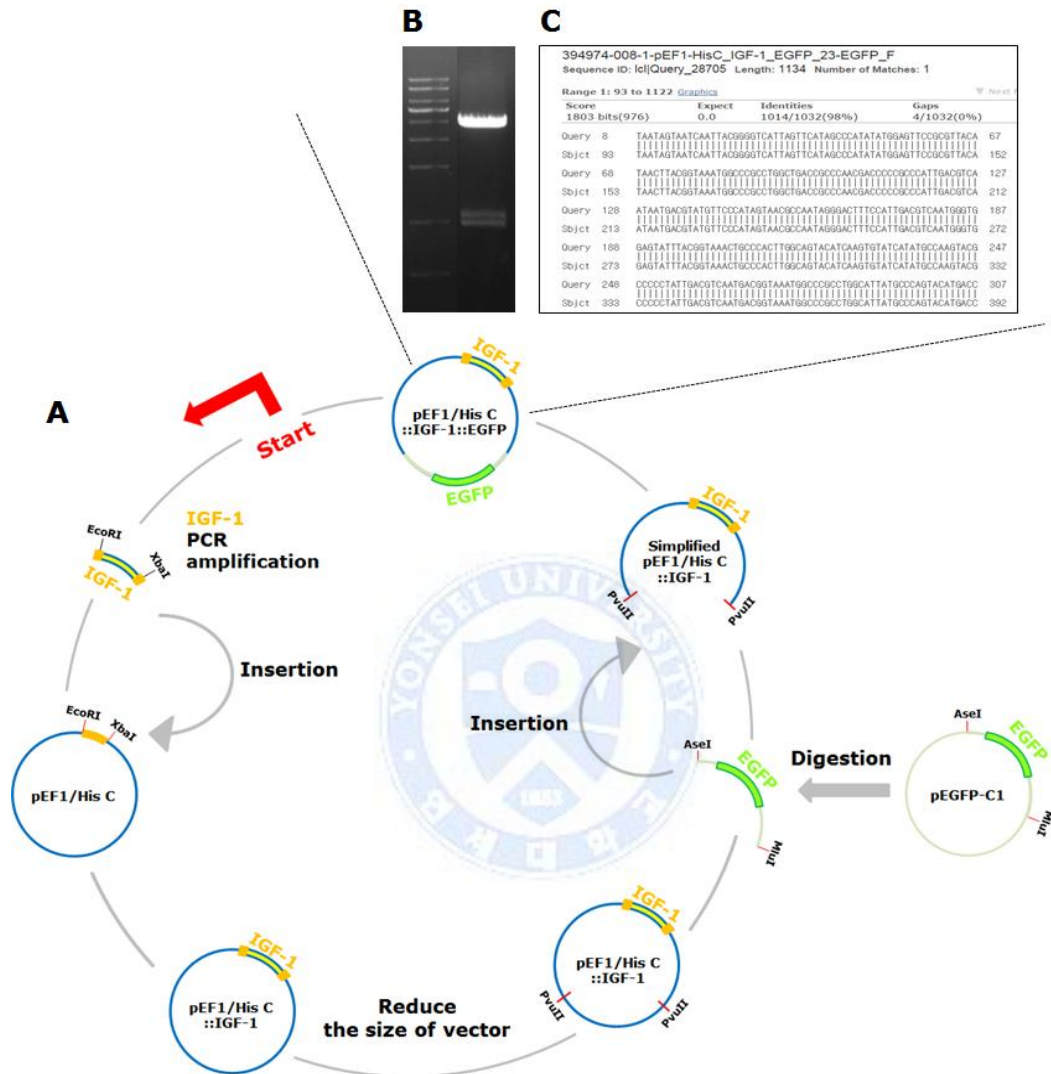 B
C
394974-008-1-pEF1-HisC_IGF-1_EGFP_23-EGFP_F
Sequence ID: lcl|Query_28705 Length: 1134 Number of Matches: 1
Range 1: 93 to 1122 Graphics
Next
Score Expect Identities Gaps
1803 bits(976) 0.0 1014/1032(98%) 4/1032(0%)
Query 8 TAATAGTAATCAATTACGGGGTCATTAGTTCATAGCCCATATATGGAGTTCCGCGTTACA 67
Sbjct 93 TAATAGTAATCAATTACGGGGTCATTAGTTCATAGCCCATATATGGAGTTCCGCGTTACA 152
Query 68 TAACTTACGGTAAATGGCCCGCCTGGCTGACCGCCCAACGACCCCCGCCCATTGACGTCA 127
Sbjct 153 TAACTTACGGTAAATGGCCCGCCTGGCTGACCGCCCAACGACCCCCGCCCATTGACGTCA 212
Query 128 ATAATGACGTATGTTCCCATAGTAACGCCAATAGGGACTTTCCATTGACGTCAATGGGTG 187
Sbjct 213 ATAATGACGTATGTTCCCATAGTAACGCCAATAGGGACTTTCCATTGACGTCAATGGGTG 272
Query 188 GAGTATTTACGGTAAACTGCCCACTTGGCAGTACATCAAGTGTATCATATGCCAAGTACG 247
Sbjct 273 GAGTATTTACGGTAAACTGCCCACTTGGCAGTACATCAAGTGTATCATATGCCAAGTACG 332
Query 248 CCCCCTATTGACGTCAATGACGGTAAATGGCCCGCCTGGCATTATGCCCAGTACATGACC 307
Sbjct 333 CCCCCTATTGACGTCAATGACGGTAAATGGCCCGCCTGGCATTATGCCCAGTACATGACC 392
A
Start
IGF-1
pEF1/His C
::IGF-1::EGFP
EGFP
IGF-1
PCR
amplification
EcoRI
XbaI
IGF-1
Insertion
IGF-1
Simplified
pEF1/His C
::IGF-1
PvuII
PvuII
YONSEI UNIVERSITY
1885
EcoRI
XbaI
pEF1/His C
Insertion
AseI
EGFP
MluI
Digestion
AseI
EGFP
MluI
pEGFP-C1
IGF-1
pEF1/His C
::IGF-1
Reduce
the size of vector
IGF-1
pEF1/His C
::IGF-1
PvuII
PvuII